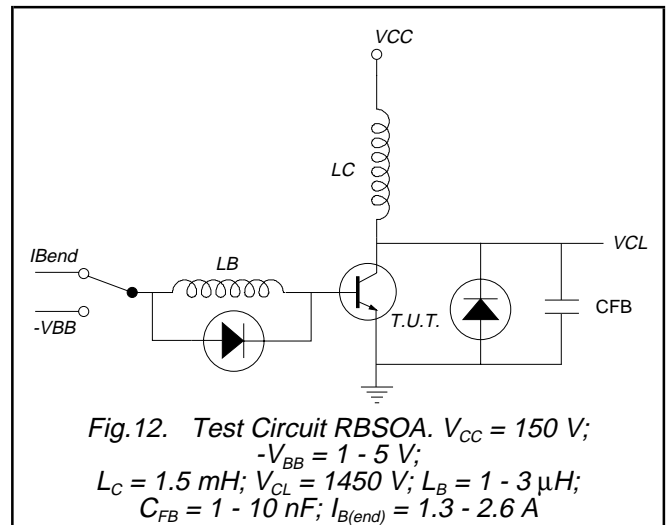 VCC
LC
IBend
LB
VCL
-VBB
T.U.T.
CFB
Fig.12. Test Circuit RBSOA. VCC = 150 V;
-VBB = 1 - 5 V;
LC = 1.5 mH; VCL = 1450 V; LB = 1 - 3 μH;
CFB = 1 - 10 nF; IB(end) = 1.3 - 2.6 A